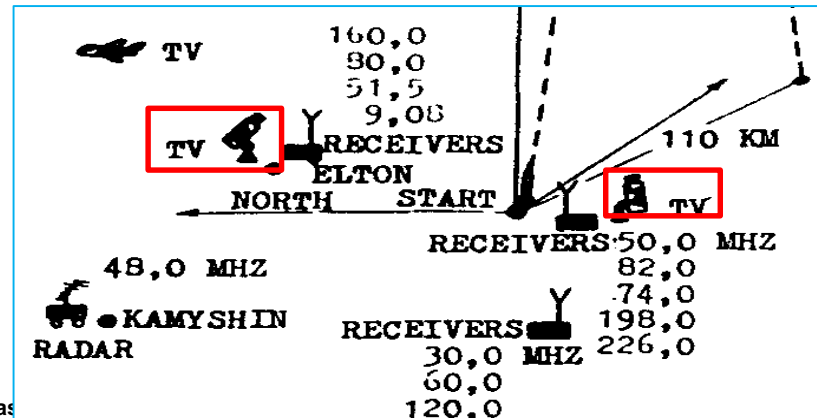 TV
160,0
80,0
51,5
9,08
TV
RECEIVERS
ELTON
110 KM
NORTH
START
TV
RECEIVERS
50,0 MHZ
82,0
74,0
198,0
226,0
48,0 MHZ
KAMYSHIN
RADAR
RECEIVERS
30,0 MHZ
60,0
120,0